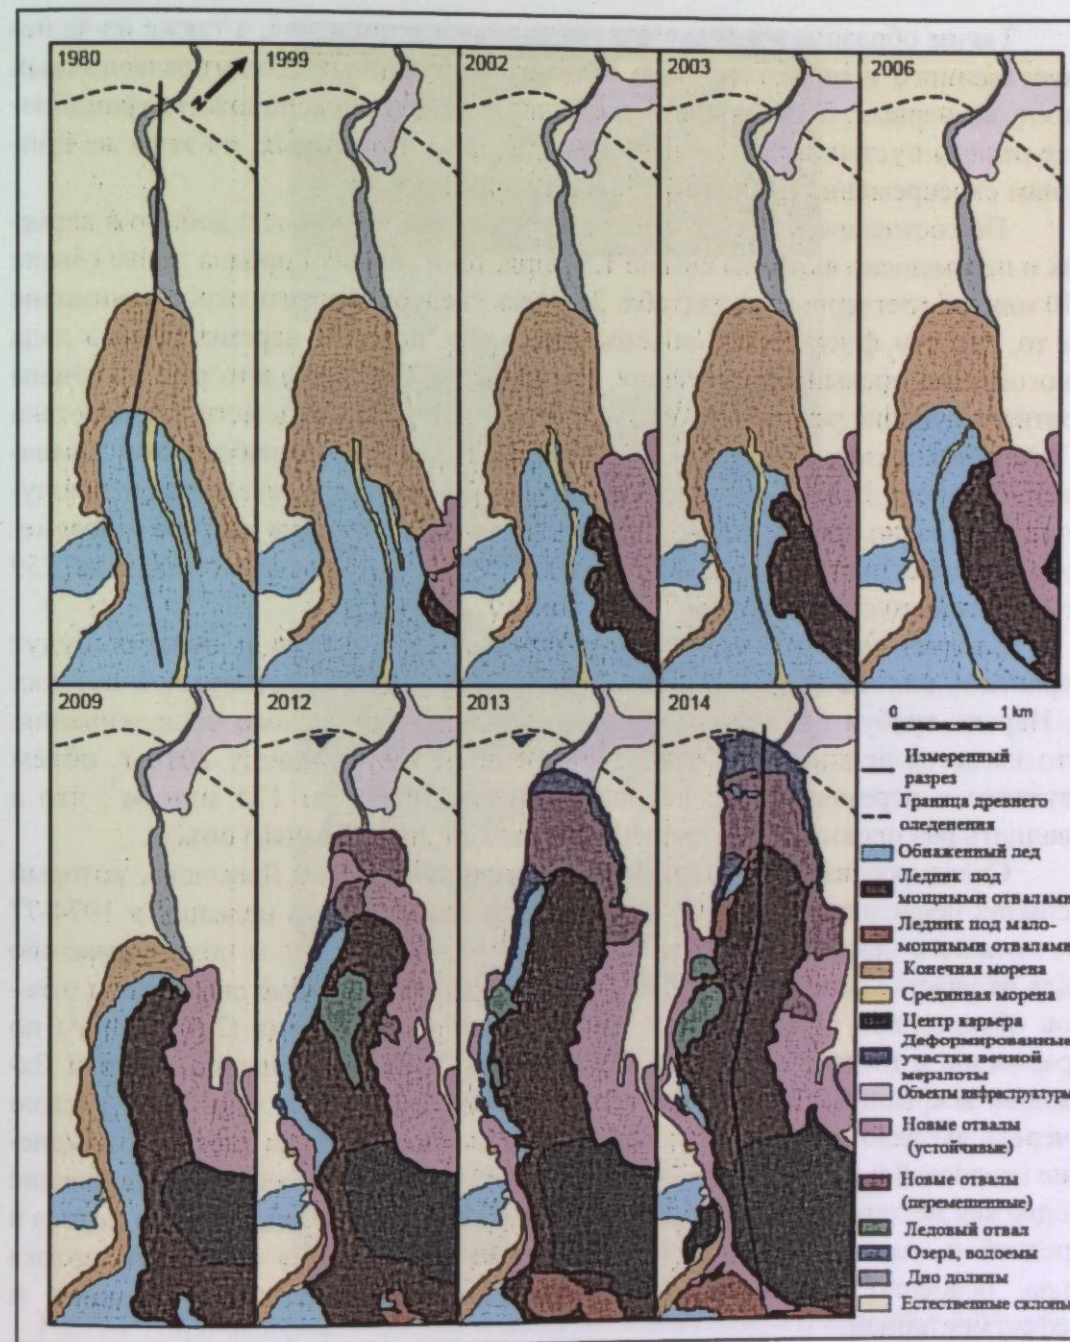 1980
N
1999
2002
2003
2006
2009
2012
2013
2014
0 1 km
Измеренный
разрез
Граница древнего
оледенения
Обнаженный лед
Ледник под
мощными отвалами
Ледник под мало-
мощными отвалами
Конечная морена
Срединная морена
Центр карьера
Деформированные
участки вечной
мерзлоты
Объекты инфраструктуры
Новые отвалы
(устойчивые)
Новые отвалы
(перемещенные)
Ледовый отвал
Озера, водоемы
Дно долины
Естественные склоны